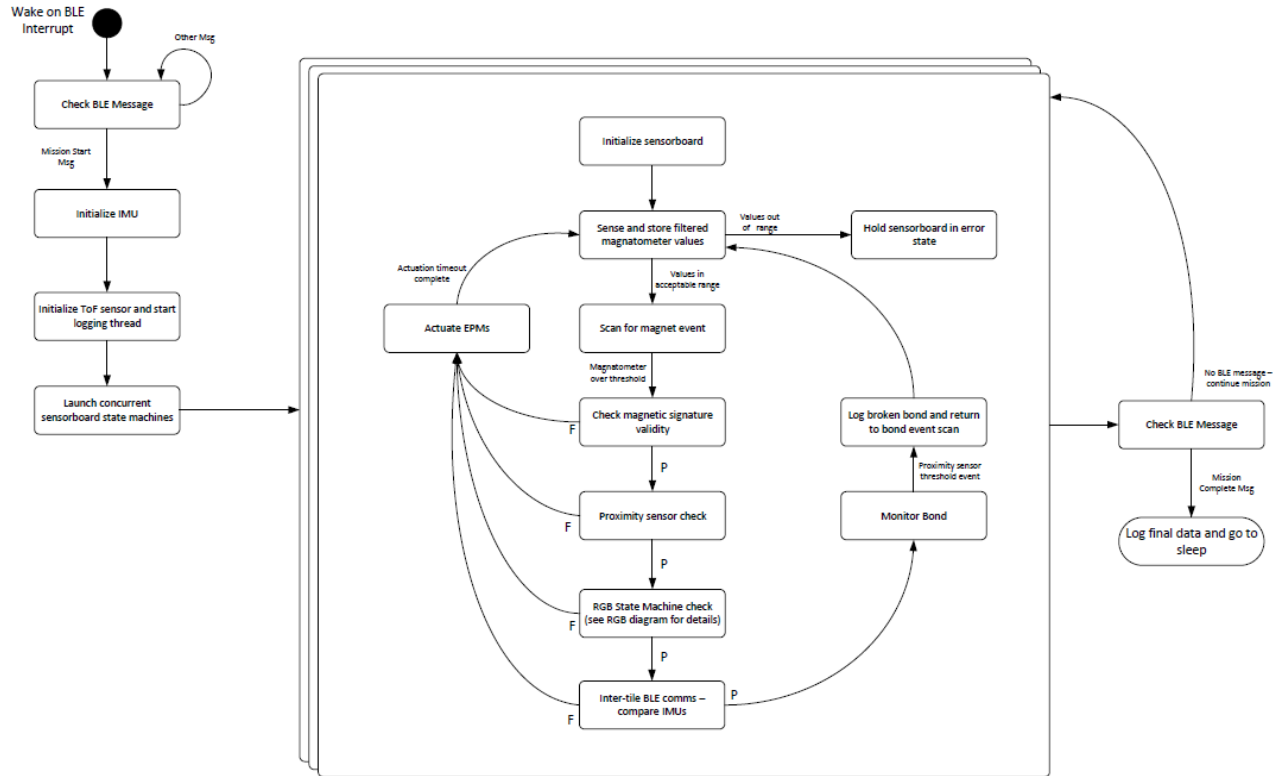 Wake on BLE
Interrupt
Other Msg
Check BLE Message
Mission Start
Msg
Initialize IMU
Initialize ToF sensor and start
logging thread
Launch concurrent
sensorboard state machines
Initialize sensorboard
Sense and store filtered
magnatometer values
Values out
of range
Hold sensorboard in error
state
Actuation timeout
complete
Values in
acceptable range
Actuate EPMs
Scan for magnet event
Magnatometer
over threshold
Check magnetic signature
validity
F
P
Log broken bond and return
to bond event scan
Proximity sensor
threshold event
Proximity sensor check
F
P
Monitor Bond
RGB State Machine check
(see RGB diagram for details)
F
P
Inter-tile BLE comms –
compare IMUs
F
P
No BLE message –
continue mission
Check BLE Message
Mission
Complete Msg
Log final data and go to
sleep